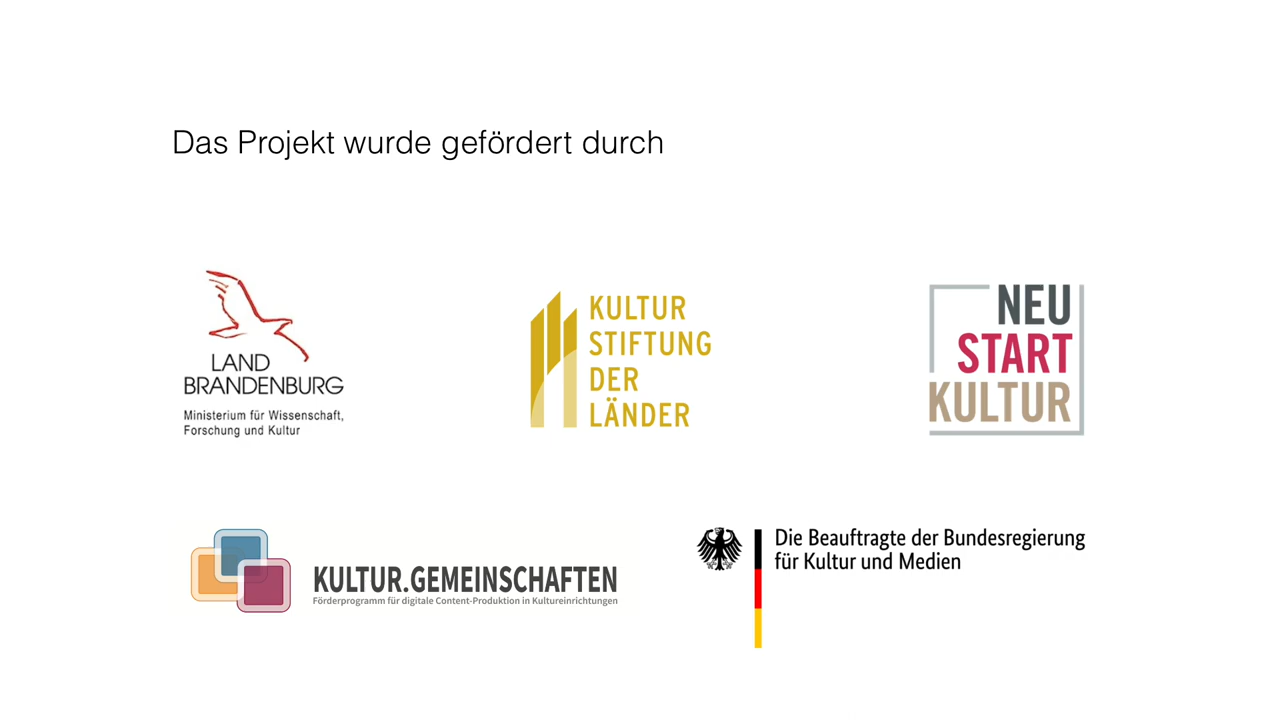 Das Projekt wurde gefördert durch
LAND
BRANDENBURG
Ministerium für Wissenschaft,
Forschung und Kultur
KULTUR
STIFTUNG
DER
LÄNDER
NEU
START
KULTUR
KULTUR.GEMEINSCHAFTEN
Förderprogramm für digitale Content-Produktion in Kultureinrichtungen
Die Beauftragte der Bundesregierung
für Kultur und Medien